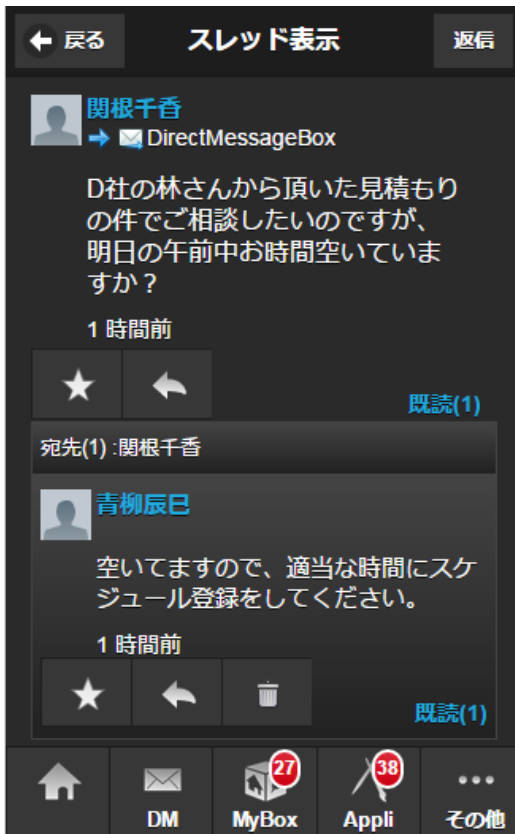 戻る
スレッド表示
返信
関根千香
DirectMessageBox
D社の林さんから頂いた見積もり
の件でご相談したいのですが、
明日の午前中お時間空いていま
すか？
1 時間前
既読(1)
宛先(1) :関根千香
青柳辰巳
空いてますので、適当な時間にスケ
ジュール登録をしてください。
1 時間前
既読(1)
27
38
DM
MyBox
Appli
その他